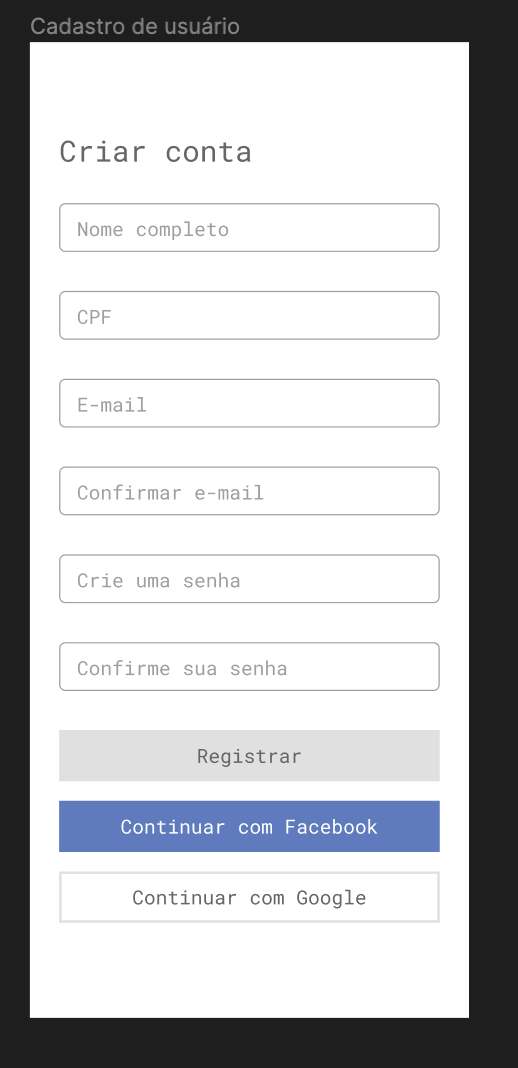 Cadastro de usuário
Criar conta
Nome completo
CPF
E-mail
Confirmar e-mail
Crie uma senha
Confirme sua senha
Registrar
Continuar com Facebook
Continuar com Google